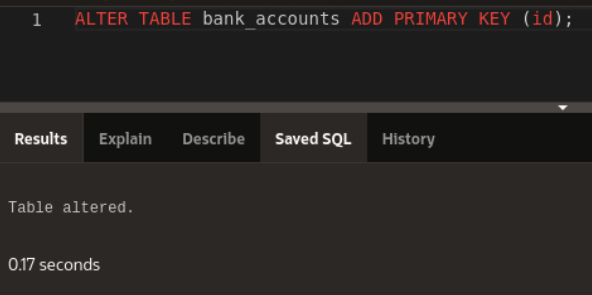 1 ALTER TABLE bank_accounts ADD PRIMARY KEY (id);
Results Explain Describe Saved SQL History
Table altered.
0.17 seconds